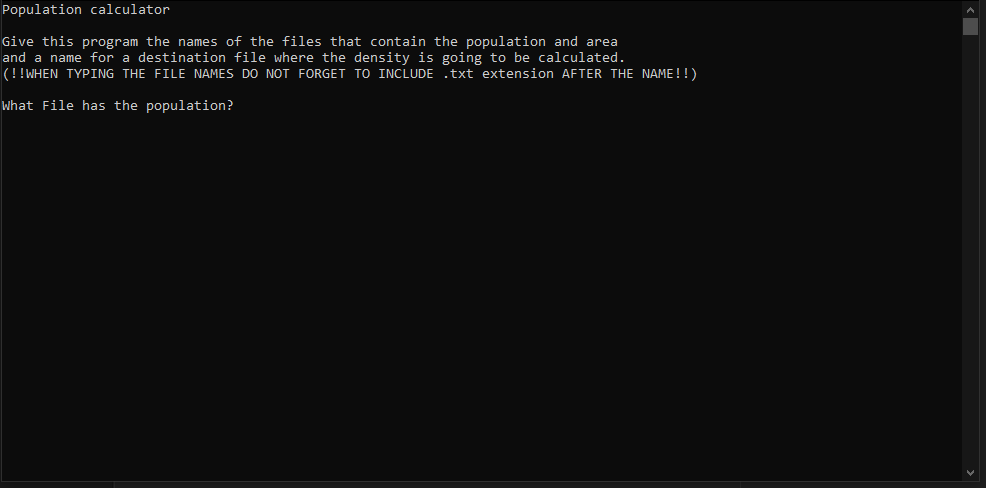 Population calculator
Give this program the names of the files that contain the population and area
and a name for a destination file where the density is going to be calculated.
(!!WHEN TYPING THE FILE NAMES DO NOT FORGET TO INCLUDE .txt extension AFTER THE NAME!!)
What File has the population?